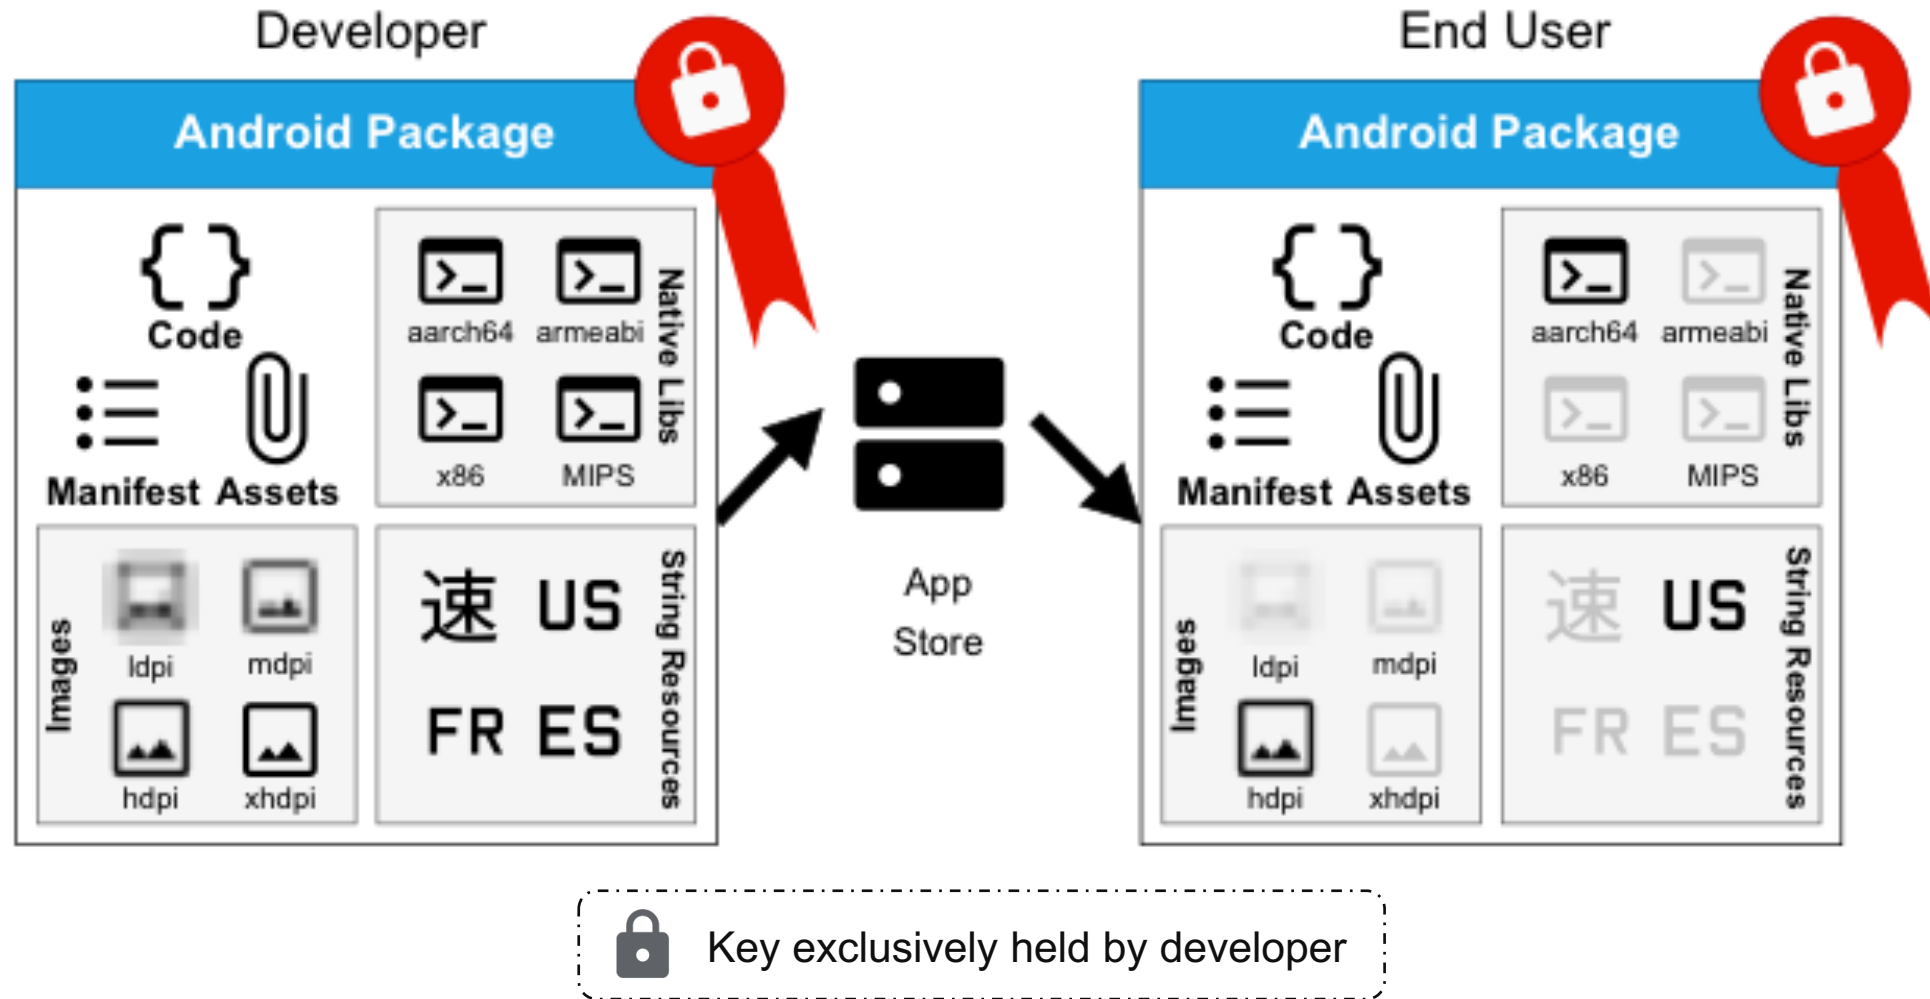 Developer
Android Package
Code
Manifest Assets
aarch64 armeabi
x86 MIPS
Native Libs
Images
ldpi mdpi
hdpi xhdpi
速 US
FR ES
String Resources
App
Store
End User
Android Package
Code
Manifest Assets
aarch64 armeabi
x86 MIPS
Native Libs
Images
ldpi mdpi
hdpi xhdpi
速 US
FR ES
String Resources
Key exclusively held by developer